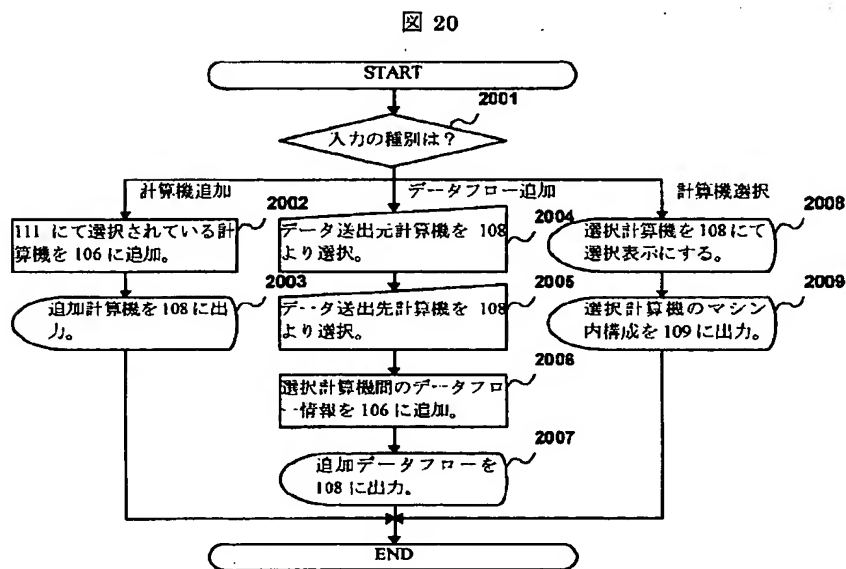 図 20
START
2001
入力の種別は？
計算機追加
データフロー追加
計算機選択
2002
111 にて選択されている計
算機を 106 に追加。
2003
追加計算機を 108 に出
力。
2004
データ送出元計算機を 108
より選択。
2005
データ送出先計算機を 108
より選択。
2006
選択計算機間のデータフロ
ー情報を 106 に追加。
2007
追加データフローを
108 に出力。
2008
選択計算機を 108 にて
選択表示にする。
2009
選択計算機のマシン
内構成を 109 に出力。
END